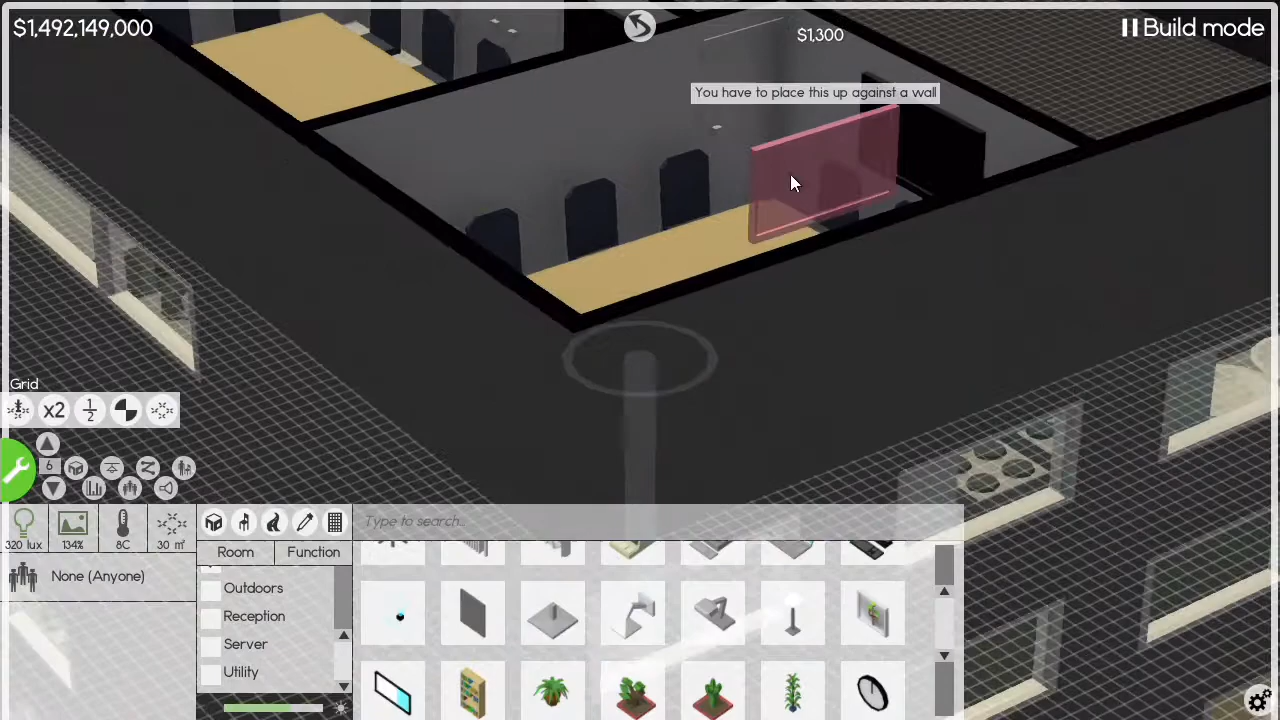 $1,492,149,000
$1,300
Build mode
You have to place this up against a wall
Grid
x2
1/2
6
320 lux
134%
8C
30 m²
Type to search...
Room
Function
None (Anyone)
Outdoors
Reception
Server
Utility